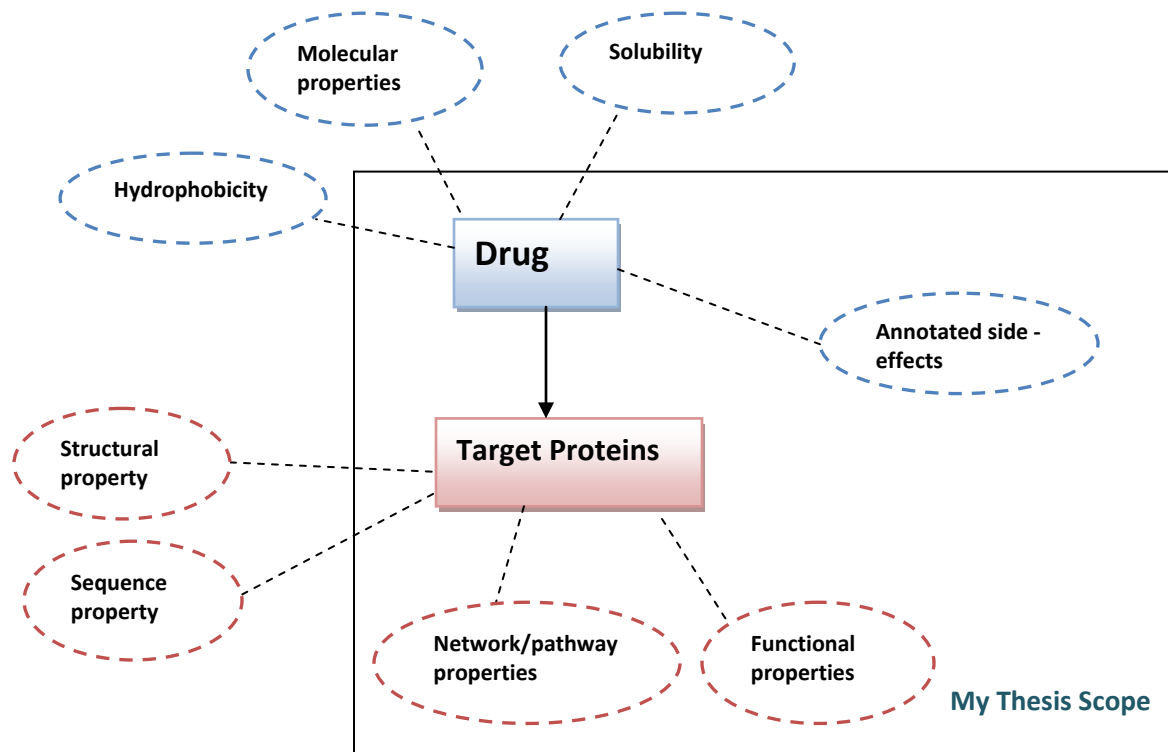 Molecular
properties
Solubility
Hydrophobicity
Drug
Annotated side -
effects
Target Proteins
Structural
property
Sequence
property
Network/pathway
properties
Functional
properties
My Thesis Scope